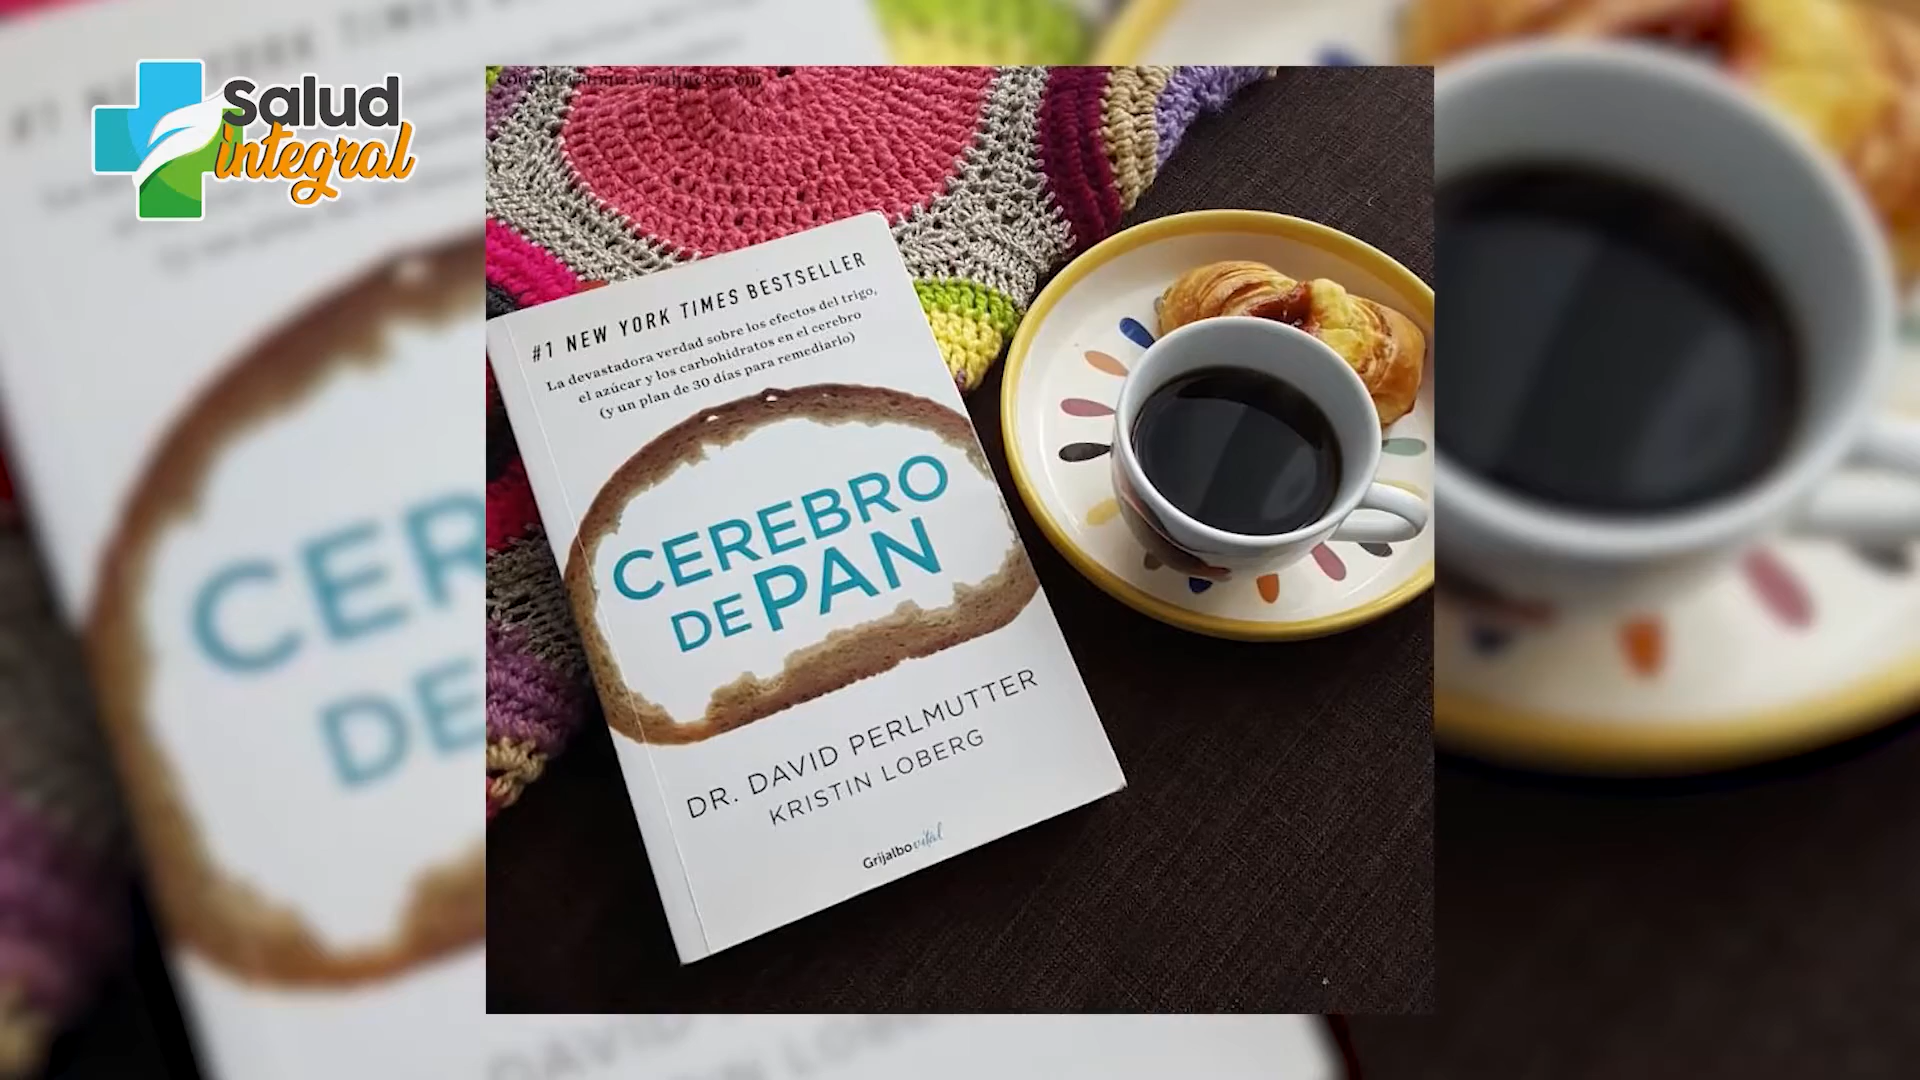 Salud
integral
#1 NEW YORK TIMES BESTSELLER
La devastadora verdad sobre los efectos del trigo,
el azúcar y los carbohidratos en el cerebro
(y un plan de 30 días para remediarlo)
CEREBRO
DE PAN
DR. DAVID PERLMUTTER
KRISTIN LOBERG
Grijalbo vital